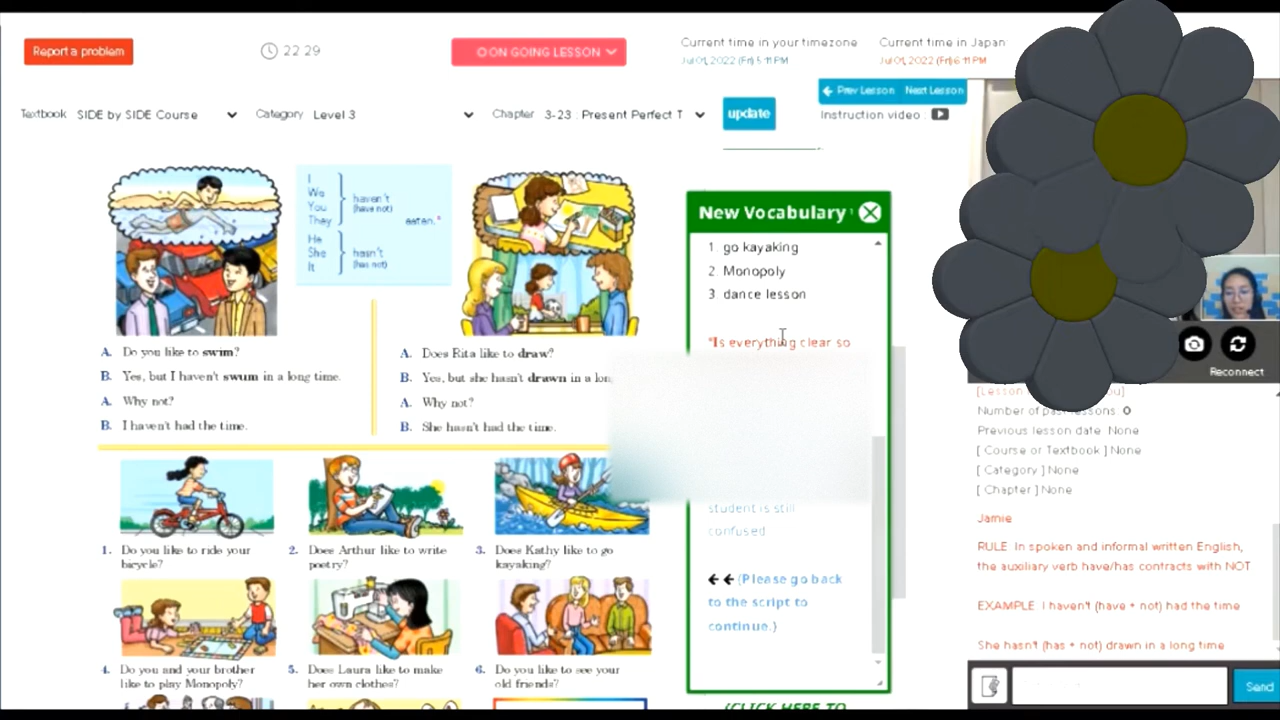 Report a problem
22 29
ON GOING LESSON
Current time in your timezone
Jul 01, 2022 (Fri) 5:11 PM
Current time in Japan
Jul 01, 2022 (Fri) 6:11 PM
Textbook SIDE by SIDE Course
Category Level 3
Chapter 3-23 : Present Perfect T
update
Prev Lesson
Next Lesson
Instruction video :
I
We
You
They
haven't
(have not)
He
She
It
hasn't
(has not)
eaten.
A. Do you like to swim?
B. Yes, but I haven't swum in a long time.
A. Why not?
B. I haven't had the time.
A. Does Rita like to draw?
B. Yes, but she hasn't drawn in a lon
A. Why not?
B. She hasn't had the time.
1. Do you like to ride your
bicycle?
2. Does Arthur like to write
poetry?
3. Does Kathy like to go
kayaking?
4. Do you and your brother
like to play Monopoly?
5. Does Laura like to make
her own clothes?
6. Do you like to see your
old friends?
New Vocabulary
1. go kayaking
2. Monopoly
3. dance lesson
"Is everything clear so
student is still
confused
(Please go back
to the script to
continue.)
(CLICK HERE TO
Reconnect
[Lesson
Number of past lessons: 0
Previous lesson date: None
[ Course or Textbook ] None
[ Category ] None
[ Chapter ] None
Jamie
RULE In spoken and informal written English,
the auxiliary verb have/has contracts with NOT
EXAMPLE I haven't (have + not) had the time
She hasn't (has + not) drawn in a long time
Send